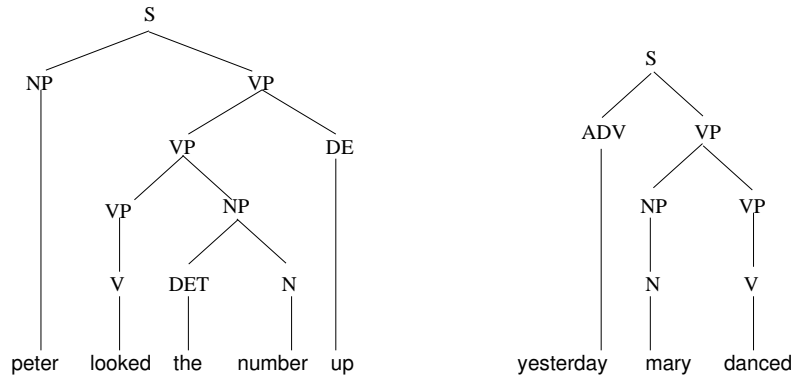 S
S
NP VP
ADV VP
VP DE
VP NP
NP VP
V DET N
N V
peter looked the number up
yesterday mary danced